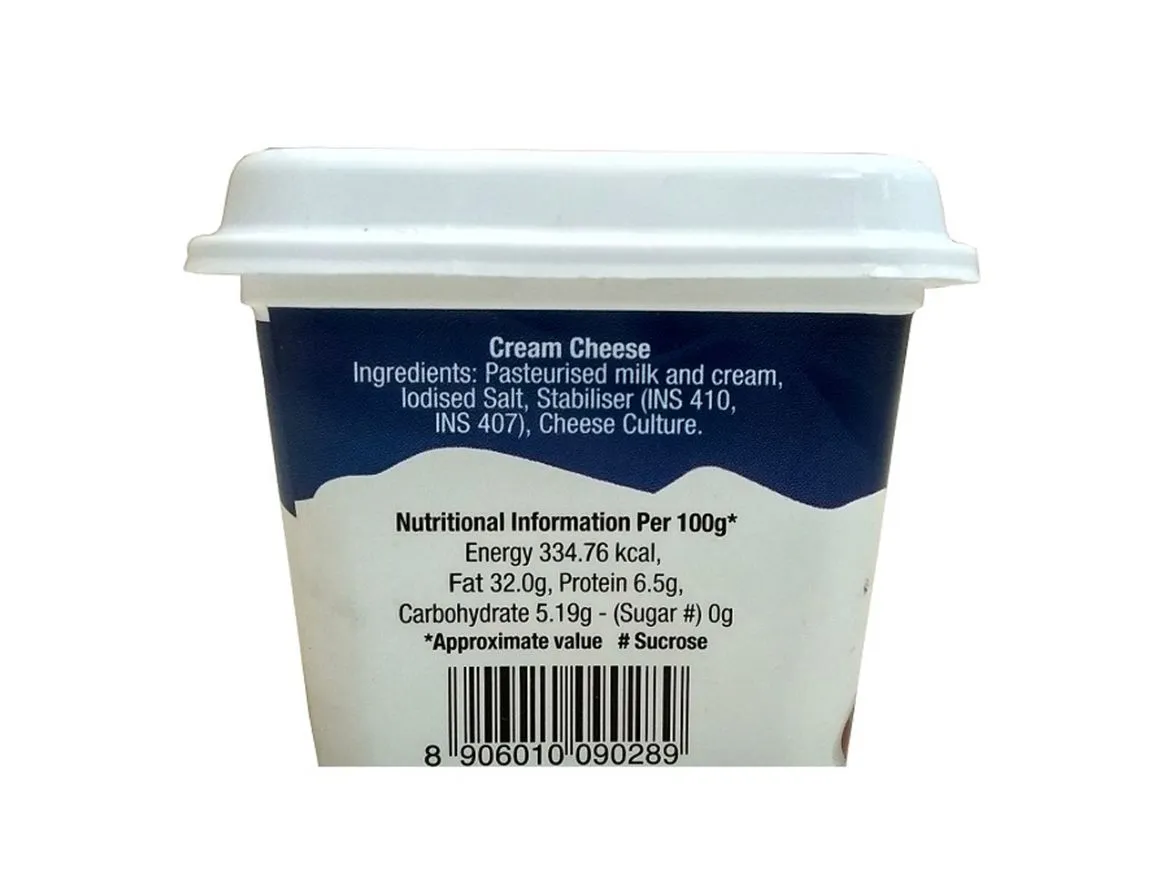 Cream Cheese
Ingredients: Pasteurised milk and cream,
Iodised Salt, Stabiliser (INS 410,
INS 407), Cheese Culture.
Nutritional Information Per 100g*
Energy 334.76 kcal,
Fat 32.0g, Protein 6.5g,
Carbohydrate 5.19g - (Sugar #) 0g
*Approximate value # Sucrose
8 906010 090289